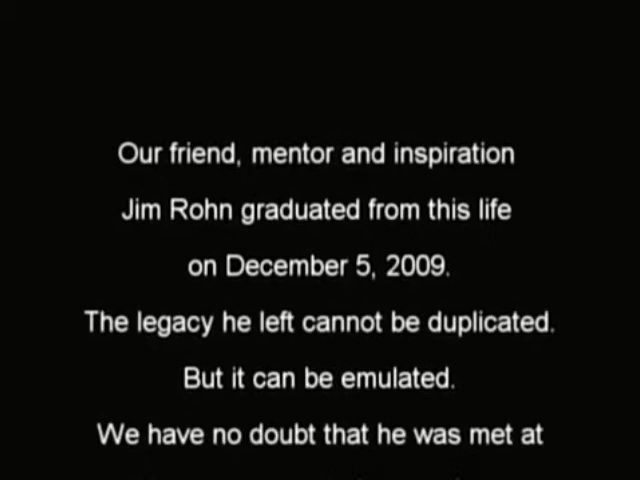 Our friend, mentor and inspiration
Jim Rohn graduated from this life
on December 5, 2009.
The legacy he left cannot be duplicated.
But it can be emulated.
We have no doubt that he was met at